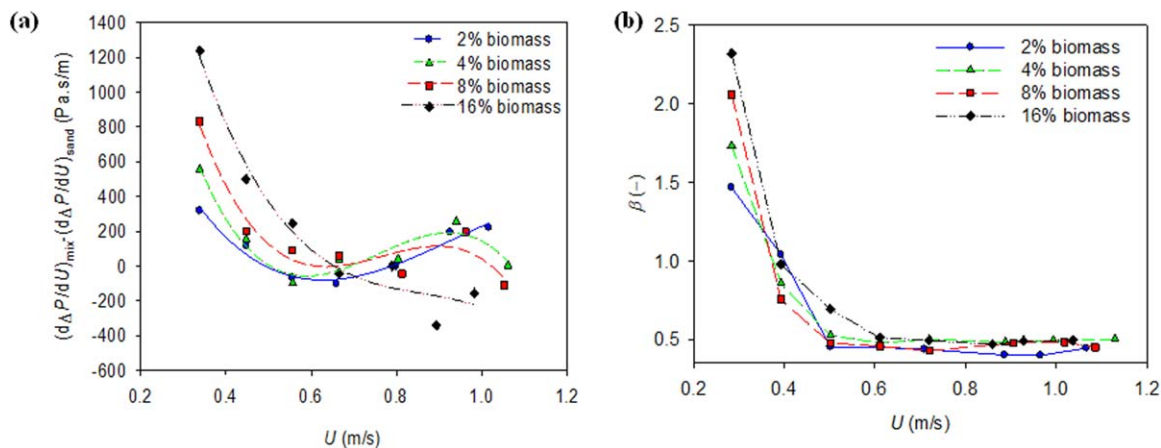 (a)
(dΔP/dU)mix-(dΔP/dU)sand (Pa.s/m)
1400
1200
1000
800
600
400
200
0
-200
-400
-600
0.2 0.4 0.6 0.8 1.0 1.2
U (m/s)
2% biomass
4% biomass
8% biomass
16% biomass
(b)
β (−)
2.5
2.0
1.5
1.0
0.5
0.2 0.4 0.6 0.8 1.0 1.2
U (m/s)
2% biomass
4% biomass
8% biomass
16% biomass